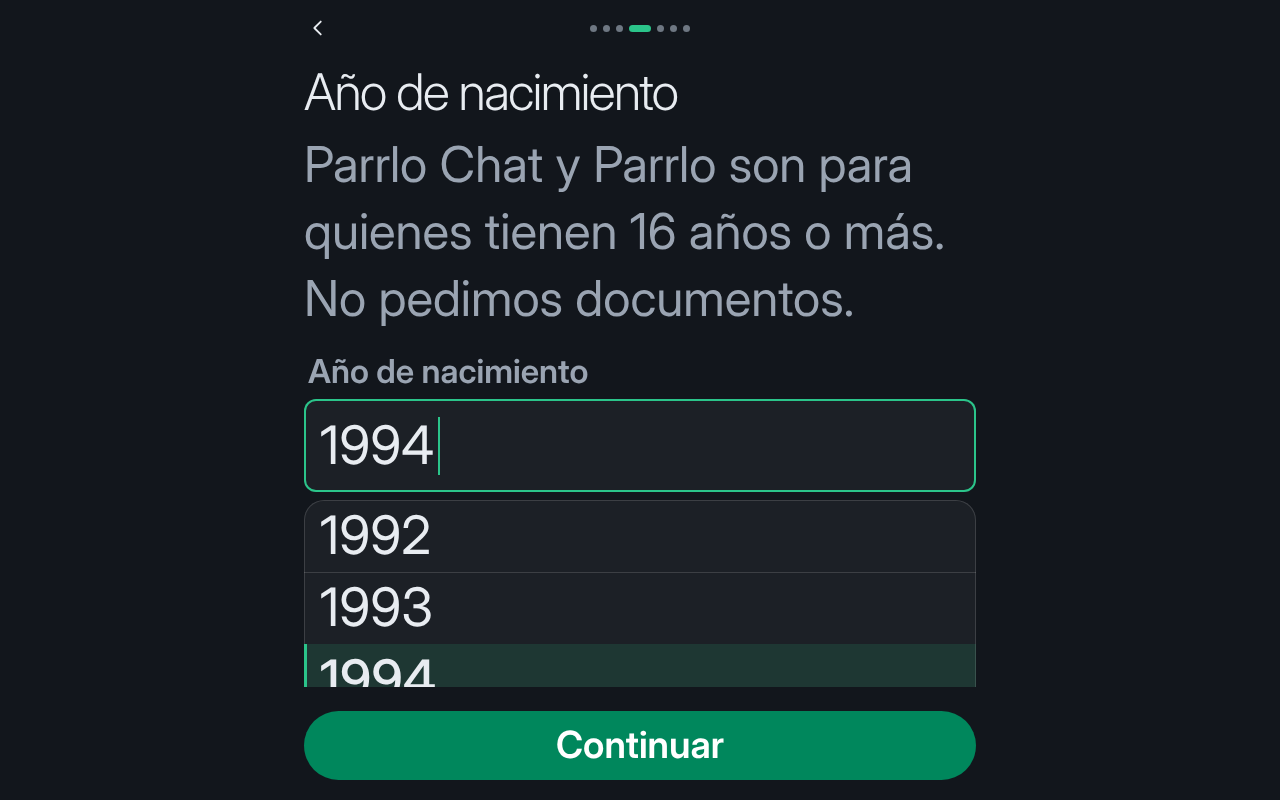 Año de nacimiento
Parrlo Chat y Parrlo son para
quienes tienen 16 años o más.
No pedimos documentos.
Año de nacimiento
1994
1992
1993
1994
Continuar